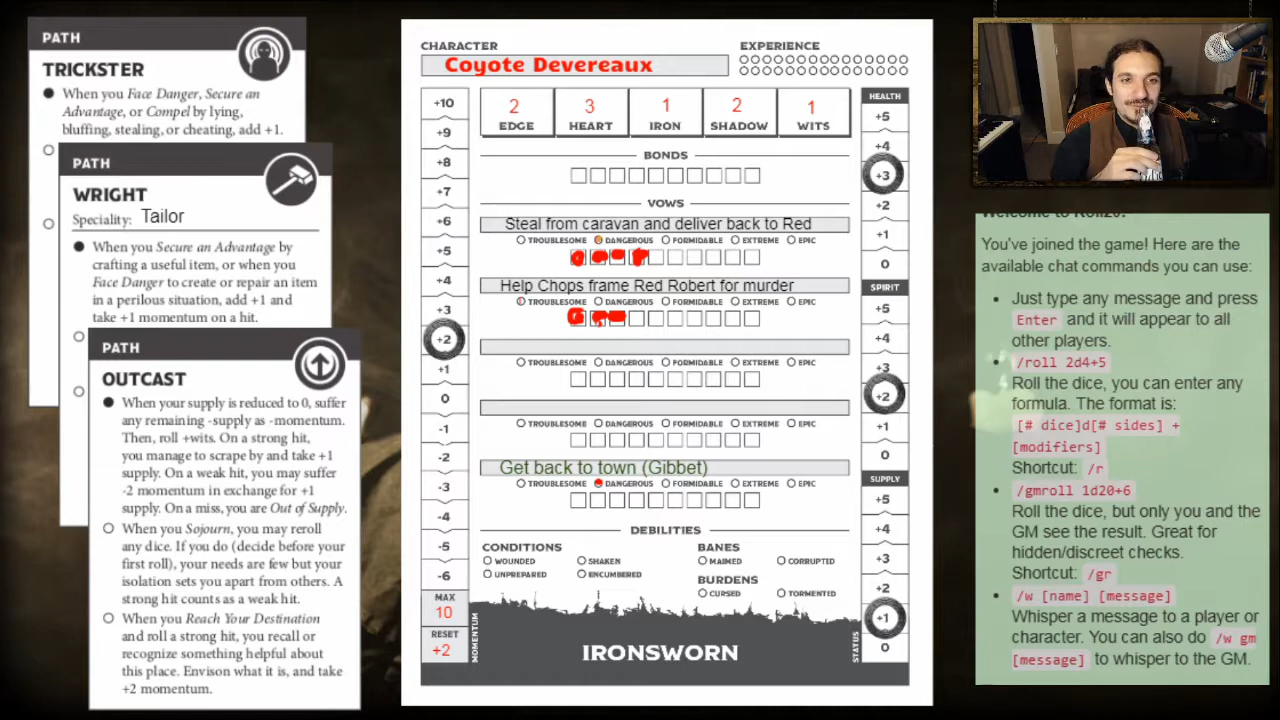 PATH
TRICKSTER
When you Face Danger, Secure an
Advantage, or Compel by lying,
bluffing, stealing, or cheating, add +1.
PATH
WRIGHT
Speciality: Tailor
When you Secure an Advantage by
crafting a useful item, or when you
Face Danger to create or repair an item
in a perilous situation, add +1 and
take +1 momentum on a hit.
PATH
OUTCAST
When your supply is reduced to 0, suffer
any remaining -supply as -momentum.
Then, roll +wits. On a strong hit,
you manage to scrape by and take +1
supply. On a weak hit, you may suffer
-2 momentum in exchange for +1
supply. On a miss, you are Out of Supply.
When you Sojourn, you may reroll
any dice. If you do (decide before your
first roll), your needs are few but your
isolation sets you apart from others. A
strong hit counts as a weak hit.
When you Reach Your Destination
and roll a strong hit, you recall or
recognize something helpful about
this place. Envison what it is, and take
+2 momentum.
CHARACTER
Coyote Devereaux
EXPERIENCE
+10
+9
+8
+7
+6
+5
+4
+3
+2
+1
0
-1
-2
-3
-4
-5
-6
MAX
10
RESET
+2
MOMENTUM
2 3 1 2 1
EDGE HEART IRON SHADOW WITS
BONDS
VOWS
Steal from caravan and deliver back to Red
TROUBLESOME DANGEROUS FORMIDABLE EXTREME EPIC
Help Chops frame Red Robert for murder
TROUBLESOME DANGEROUS FORMIDABLE EXTREME EPIC
TROUBLESOME DANGEROUS FORMIDABLE EXTREME EPIC
TROUBLESOME DANGEROUS FORMIDABLE EXTREME EPIC
Get back to town (Gibbet)
TROUBLESOME DANGEROUS FORMIDABLE EXTREME EPIC
DEBILITIES
CONDITIONS
WOUNDED SHAKEN
UNPREPARED ENCUMBERED
BANES
MAIMED CORRUPTED
BURDENS
CURSED TORMENTED
IRONSWORN
HEALTH
+5
+4
+3
+2
+1
0
SPIRIT
+5
+4
+3
+2
+1
0
SUPPLY
+5
+4
+3
+2
+1
0
STATUS
Welcome to Roll20!
You've joined the game! Here are the
available chat commands you can use:
Just type any message and press
Enter and it will appear to all
other players.
/roll 2d4+5
Roll the dice, you can enter any
formula. The format is:
[# dice]d[# sides] +
[modifiers]
Shortcut: /r
/gmroll 1d20+6
Roll the dice, but only you and the
GM see the result. Great for
hidden/discreet checks.
Shortcut: /gr
/w [name] [message]
Whisper a message to a player or
character. You can also do /w gm
[message] to whisper to the GM.